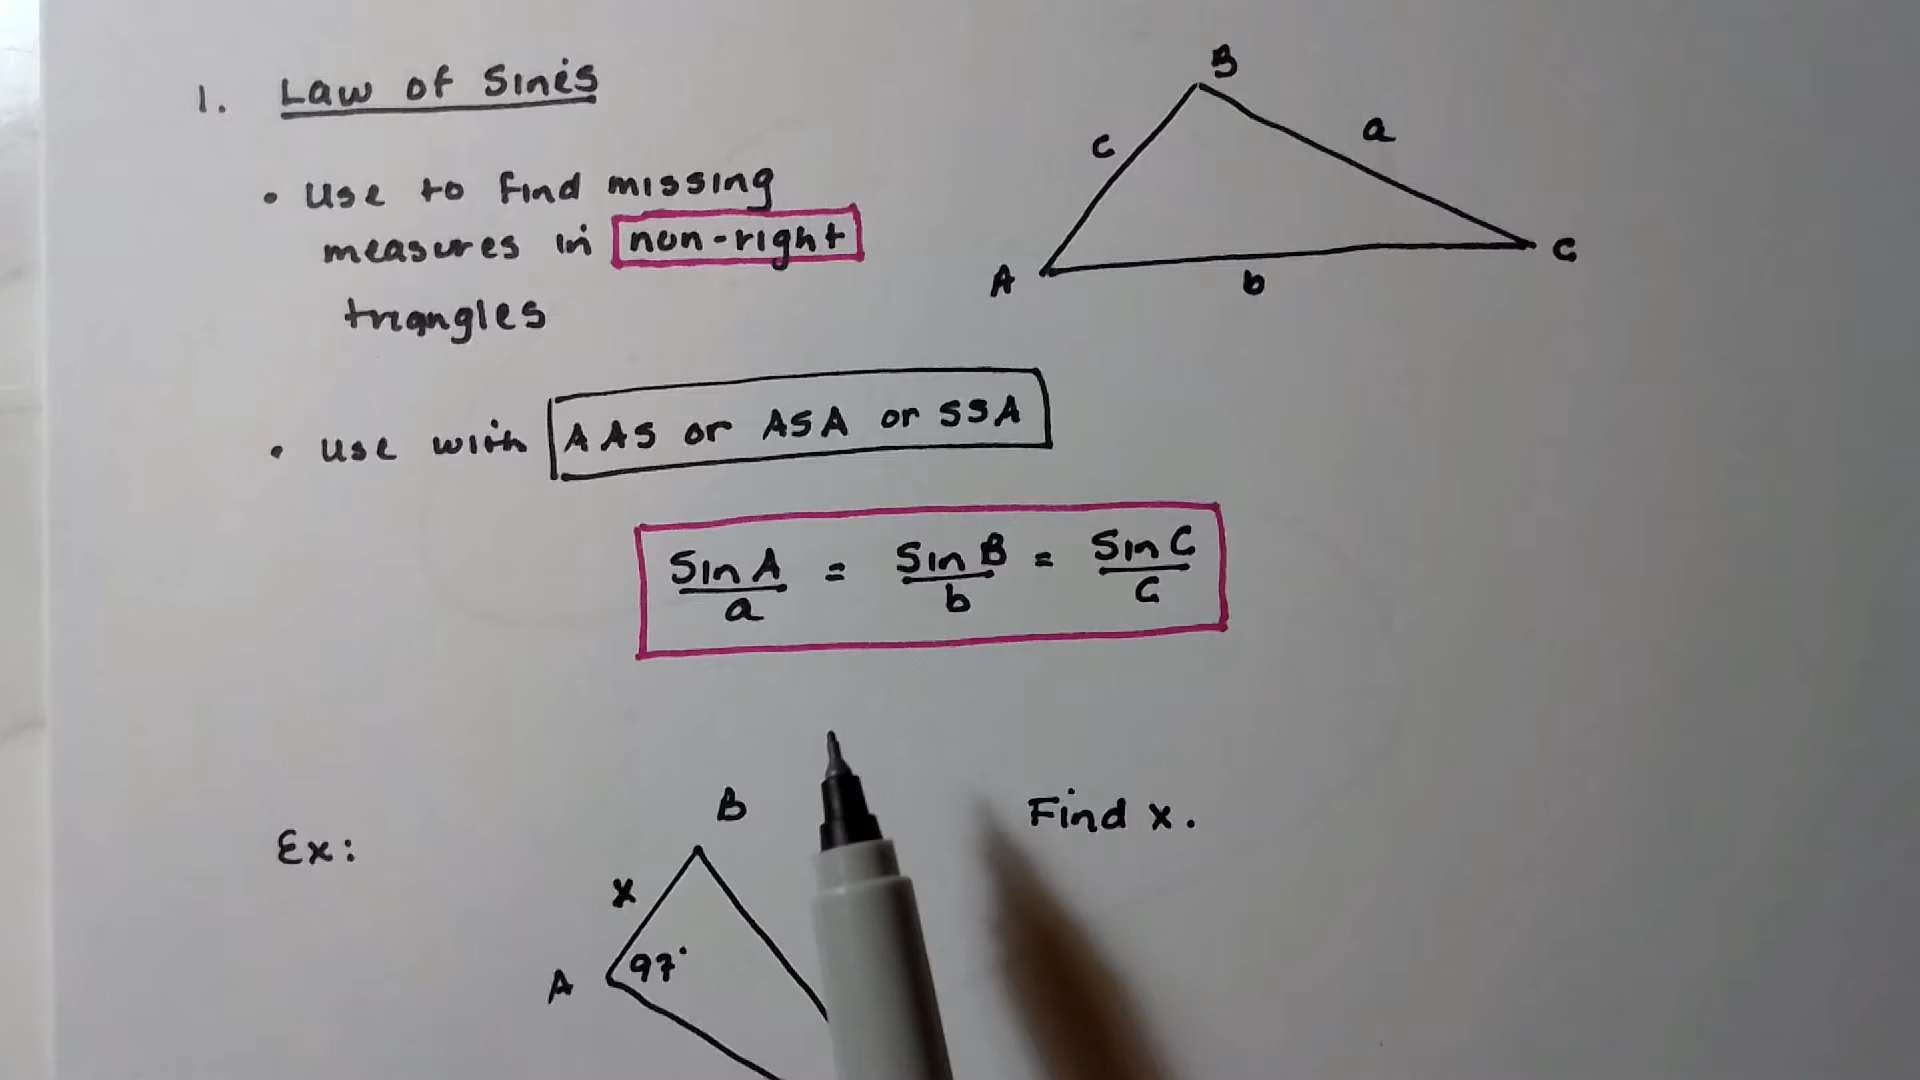 1. Law of Sines
• Use to find missing
measures in non-right
triangles
B
c
a
A
b
C
• Use with AAS or ASA or SSA
Sin A / a = Sin B / b = Sin C / c
Ex:
B
Find x.
x
97°
A